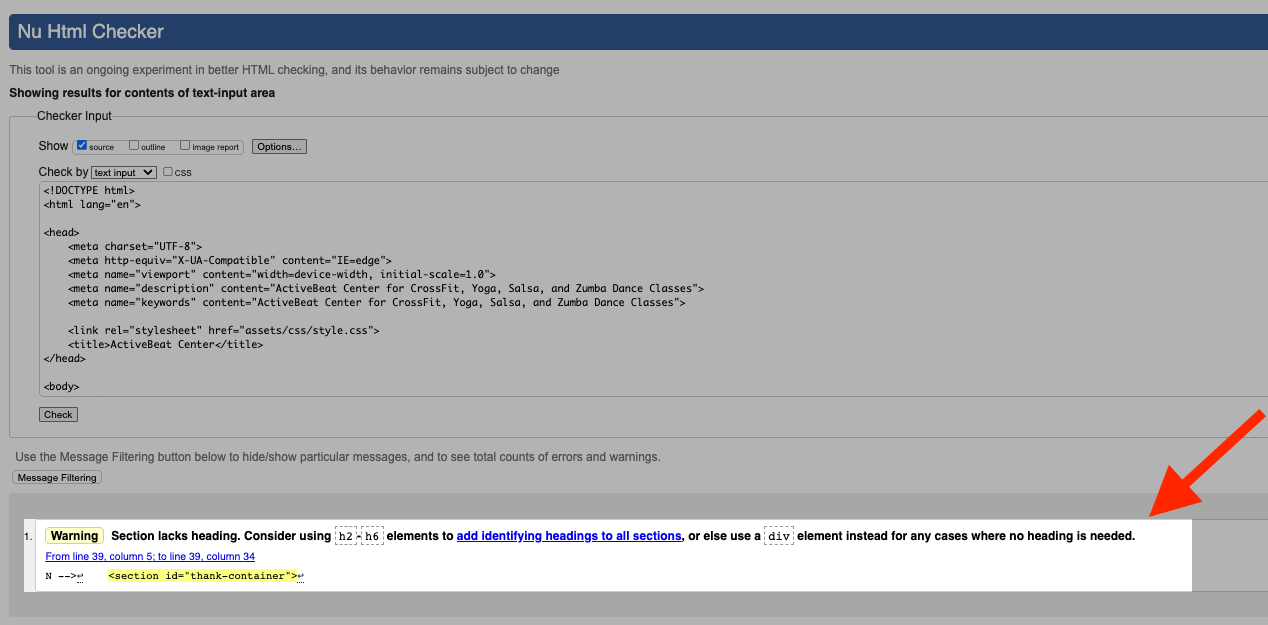 Nu Html Checker
This tool is an ongoing experiment in better HTML checking, and its behavior remains subject to change
Showing results for contents of text-input area
Checker Input
Show source outline image report Options...
Check by text input css
<!DOCTYPE html>
<html lang="en">
<head>
<meta charset="UTF-8">
<meta http-equiv="X-UA-Compatible" content="IE=edge">
<meta name="viewport" content="width=device-width, initial-scale=1.0">
<meta name="description" content="ActiveBeat Center for CrossFit, Yoga, Salsa, and Zumba Dance Classes">
<meta name="keywords" content="ActiveBeat Center for CrossFit, Yoga, Salsa, and Zumba Dance Classes">
<link rel="stylesheet" href="assets/css/style.css">
<title>ActiveBeat Center</title>
</head>
<body>
Check
Use the Message Filtering button below to hide/show particular messages, and to see total counts of errors and warnings.
Message Filtering
1. Warning Section lacks heading. Consider using h2-h6 elements to add identifying headings to all sections, or else use a div element instead for any cases where no heading is needed.
From line 39, column 5; to line 39, column 34
N -->↩ <section id="thank-container">↩